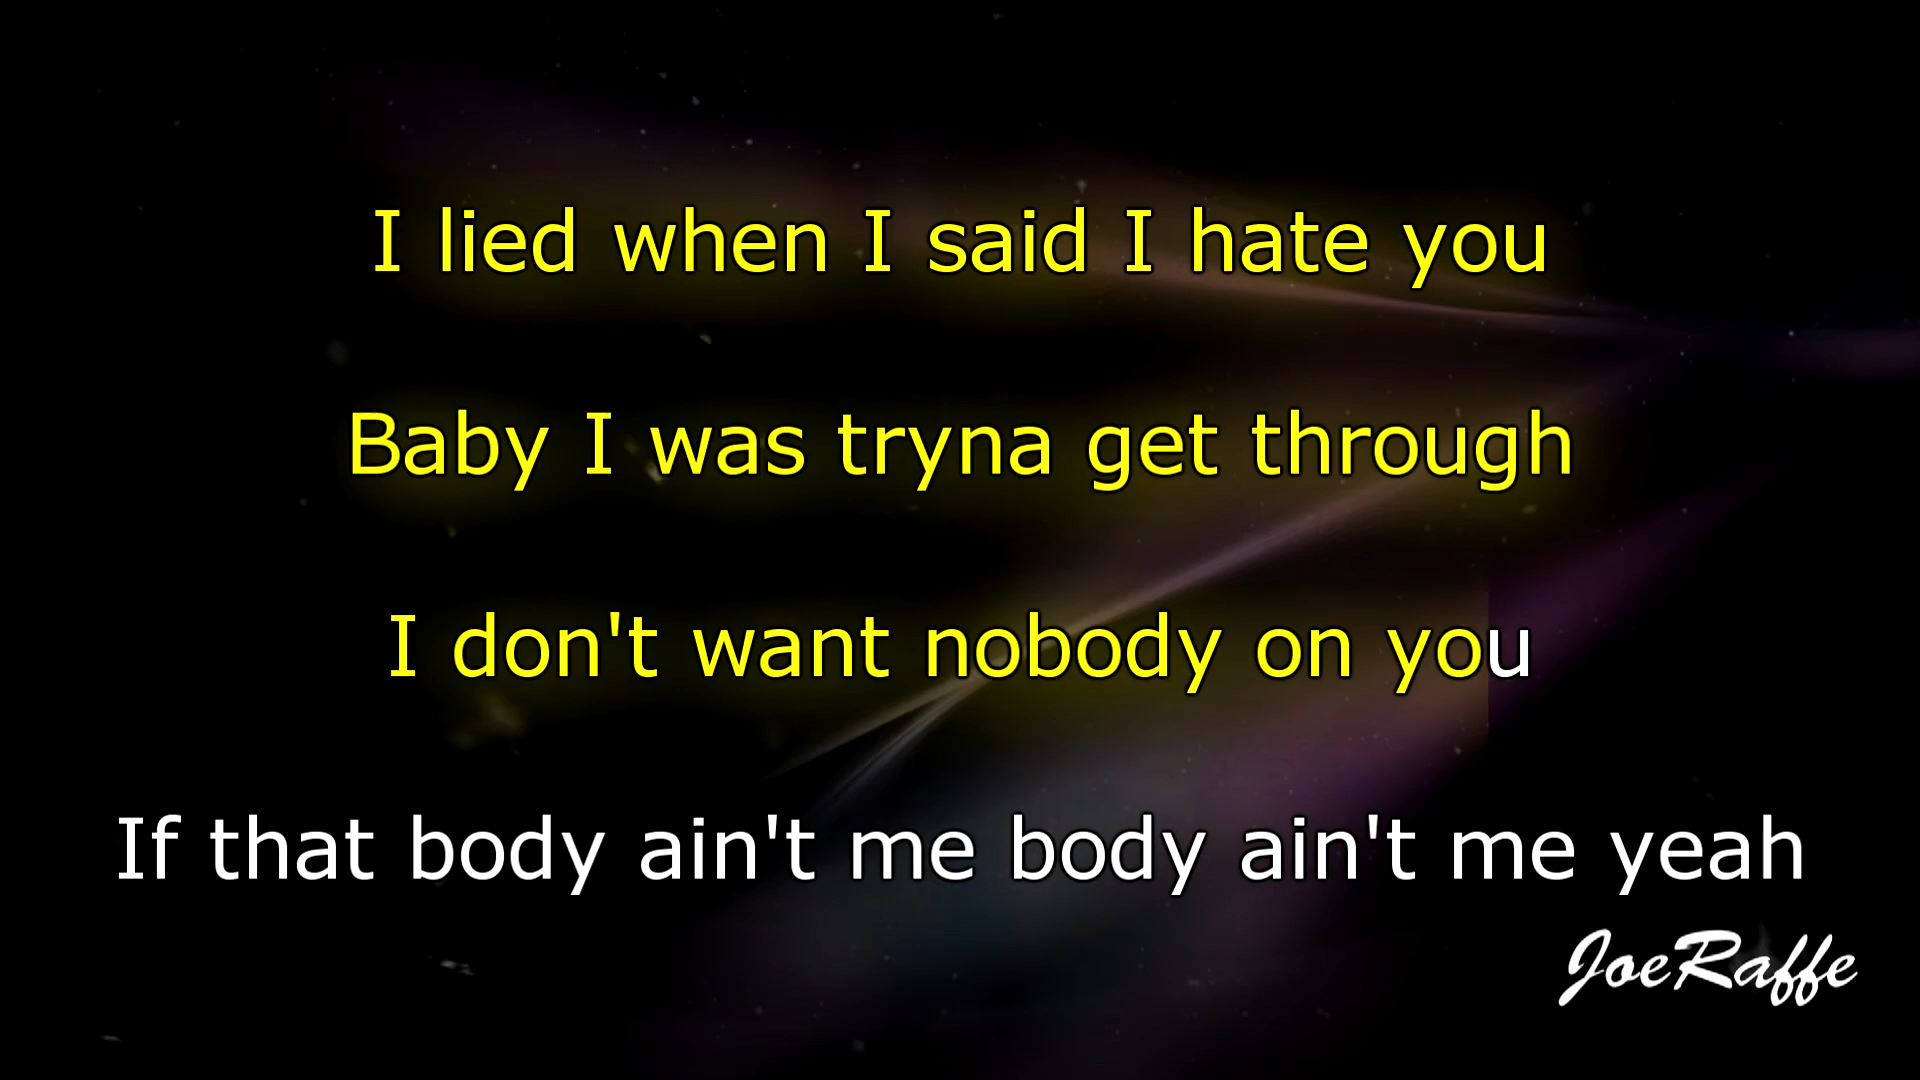 I lied when I said I hate you
Baby I was tryna get through
I don't want nobody on you
If that body ain't me body ain't me yeah
JoeRaffe